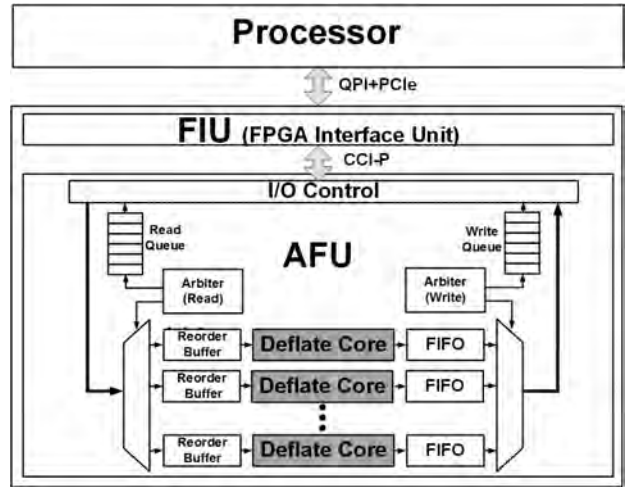 Processor
QPI+PCIe
FIU (FPGA Interface Unit)
CCI-P
I/O Control
Read
Queue
Write
Queue
AFU
Arbiter
(Read)
Arbiter
(Write)
Reorder
Buffer
Deflate Core
FIFO
Reorder
Buffer
Deflate Core
FIFO
Reorder
Buffer
Deflate Core
FIFO